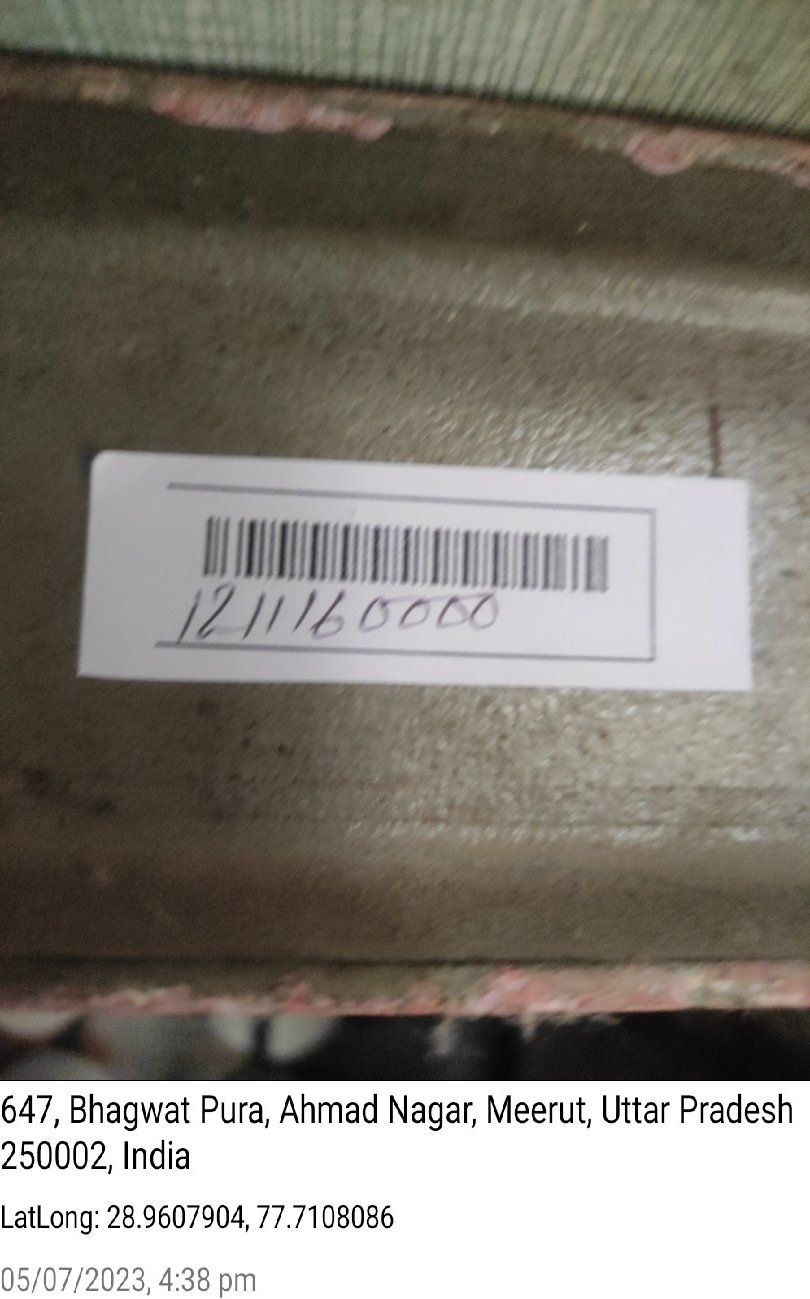 1211160000
647, Bhagwat Pura, Ahmad Nagar, Meerut, Uttar Pradesh
250002, India
LatLong: 28.9607904, 77.7108086
05/07/2023, 4:38 pm